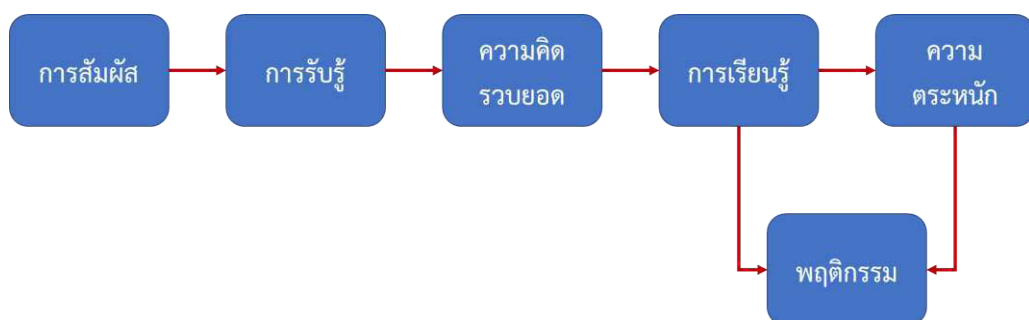 การสัมผัส
การรับรู้
ความคิด
รวบยอด
การเรียนรู้
ความ
ตระหนัก
พฤติกรรม